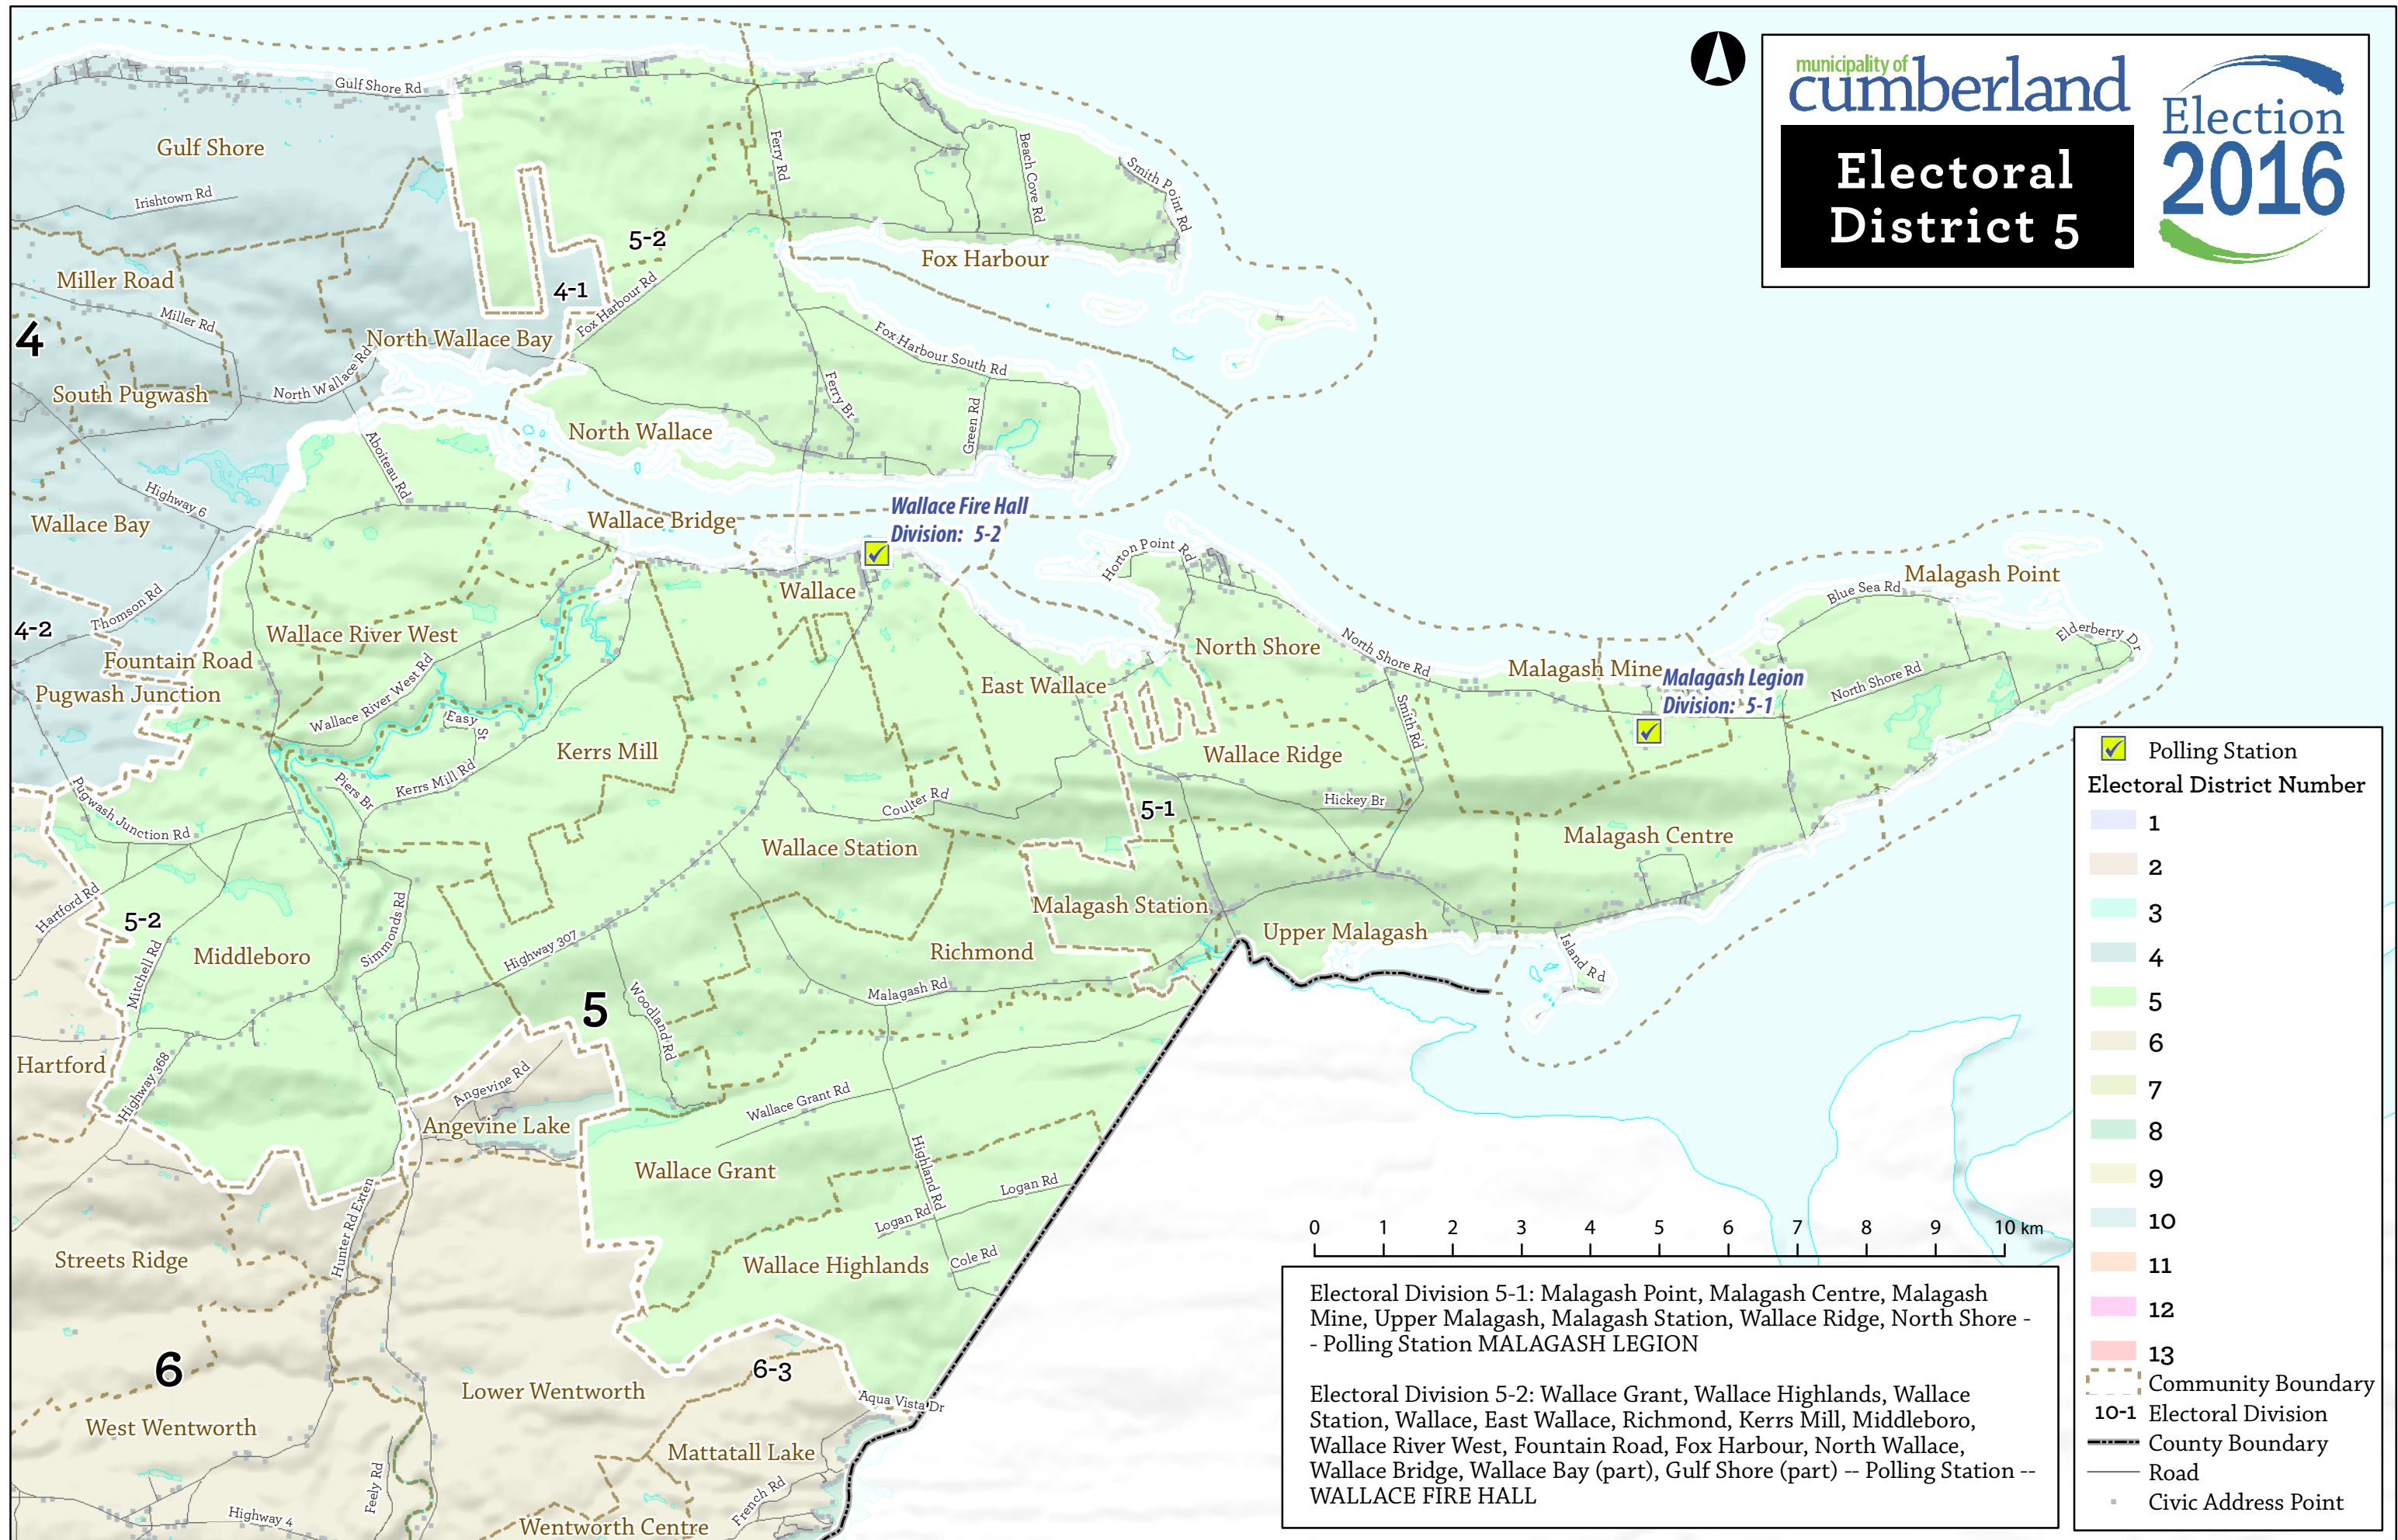 municipality of
cumberland
Electoral
District 5
Election
2016
Gulf Shore Rd
Gulf Shore
Irishtown Rd
Ferry Rd
Beach Cove Rd
Smith Point Rd
5-2
Fox Harbour
Miller Road
4-1
Fox Harbour Rd
Miller Rd
4
North Wallace Bay
North Wallace Rd
Fox Harbour South Rd
South Pugwash
Ferry Br
Green Rd
North Wallace
Aboiteau Rd
Highway 6
Wallace Bay
Wallace Bridge
Wallace Fire Hall
Division: 5-2
Horton Point Rd
Wallace
Malagash Point
Blue Sea Rd
Elderberry Dr
Thomson Rd
4-2
Wallace River West
North Shore
North Shore Rd
Fountain Road
Malagash Mine
Malagash Legion
Division: 5-1
North Shore Rd
Pugwash Junction
East Wallace
Wallace River West Rd
Easy St
Smith Rd
Kerrs Mill
Wallace Ridge
Piers Br
Kerrs Mill Rd
Coulter Rd
Hickey Br
5-1
Pugwash Junction Rd
Wallace Station
Malagash Centre
Hartford Rd
5-2
Malagash Station
Simmonds Rd
Upper Malagash
Middleboro
Mitchell Rd
Highway 307
Richmond
Island Rd
Malagash Rd
5
Woodland Rd
Hartford
Highway 368
Angevine Rd
Wallace Grant Rd
Angevine Lake
Wallace Grant
Highland Rd
Logan Rd
Logan Rd
Hunter Rd Exten
Streets Ridge
Wallace Highlands
Cole Rd
6
6-3
Lower Wentworth
Aqua Vista Dr
West Wentworth
Mattatall Lake
Feely Rd
French Rd
Highway 4
Wentworth Centre
0 1 2 3 4 5 6 7 8 9 10 km
Electoral Division 5-1: Malagash Point, Malagash Centre, Malagash
Mine, Upper Malagash, Malagash Station, Wallace Ridge, North Shore -
- Polling Station MALAGASH LEGION
Electoral Division 5-2: Wallace Grant, Wallace Highlands, Wallace
Station, Wallace, East Wallace, Richmond, Kerrs Mill, Middleboro,
Wallace River West, Fountain Road, Fox Harbour, North Wallace,
Wallace Bridge, Wallace Bay (part), Gulf Shore (part) -- Polling Station --
WALLACE FIRE HALL
Polling Station
Electoral District Number
1
2
3
4
5
6
7
8
9
10
11
12
13
Community Boundary
10-1 Electoral Division
County Boundary
Road
Civic Address Point